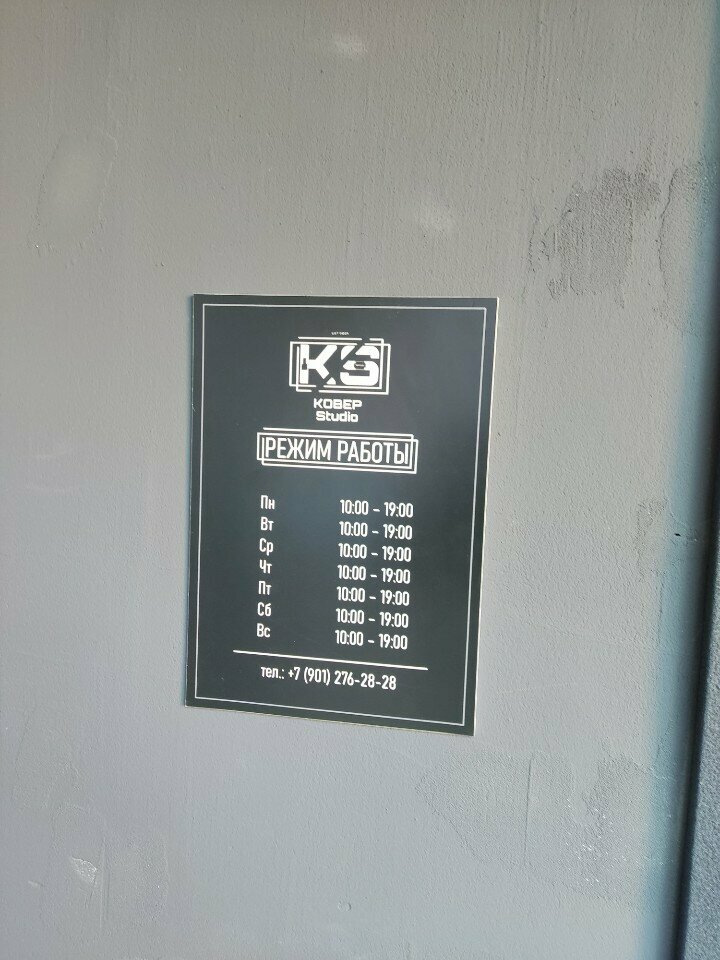 KS
КОВЕР
Studio
РЕЖИМ РАБОТЫ
Пн 10:00 - 19:00
Вт 10:00 - 19:00
Ср 10:00 - 19:00
Чт 10:00 - 19:00
Пт 10:00 - 19:00
Сб 10:00 - 19:00
Вс 10:00 - 19:00
тел.: +7 (901) 276-28-28